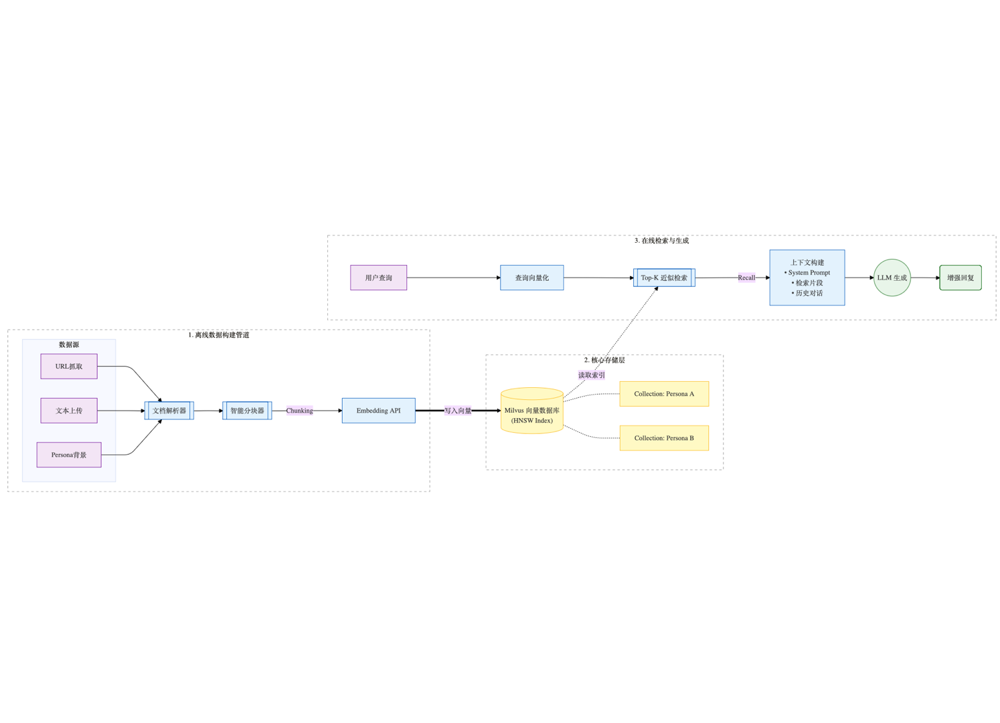 3. 在线检索与生成
用户查询
查询向量化
Top-K 近似检索
Recall
上下文构建
• System Prompt
• 检索片段
• 历史对话
LLM 生成
增强回复
1. 离线数据构建管道
数据源
URL抓取
文本上传
Persona背景
文档解析器
智能分块器
Chunking
Embedding API
写入向量
2. 核心存储层
读取索引
Milvus 向量数据库
(HNSW Index)
Collection: Persona A
Collection: Persona B